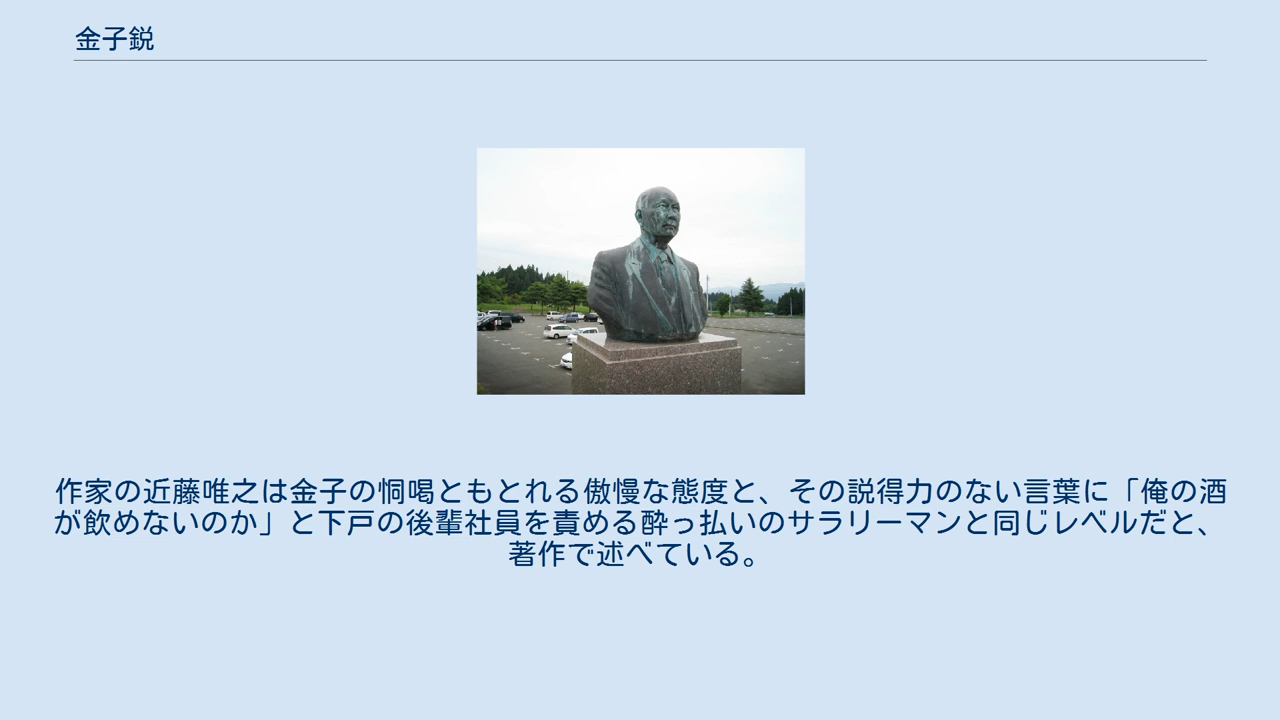 金子鋭
作家の近藤唯之は金子の恫喝ともとれる傲慢な態度と、その説得力のない言葉に「俺の酒
が飲めないのか」と下戸の後輩社員を責める酔っ払いのサラリーマンと同じレベルだと、
著作で述べている。